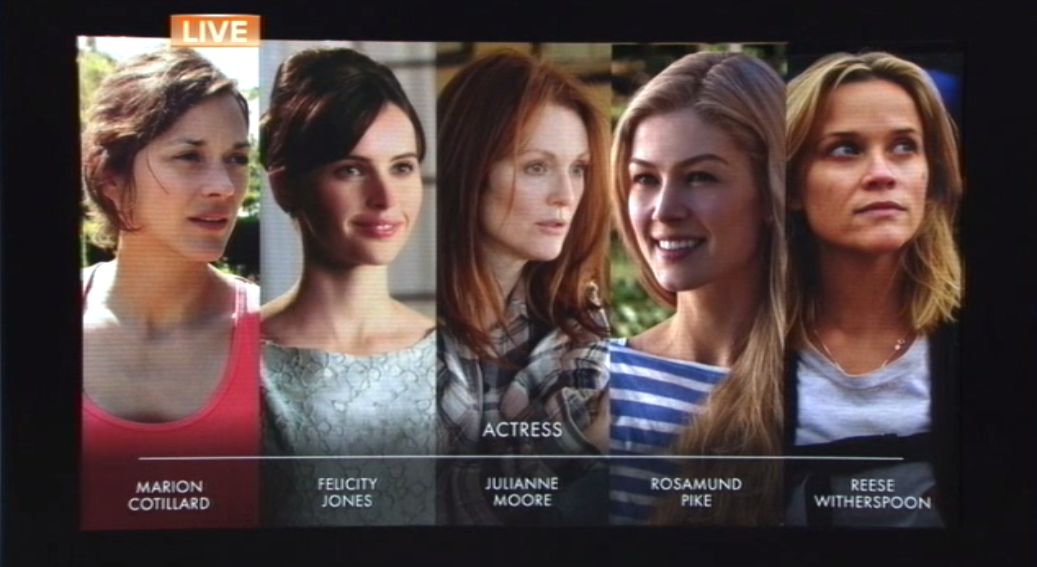 LIVE
ACTRESS
MARION
COTILLARD
FELICITY
JONES
JULIANNE
MOORE
ROSAMUND
PIKE
REESE
WITHERSPOON